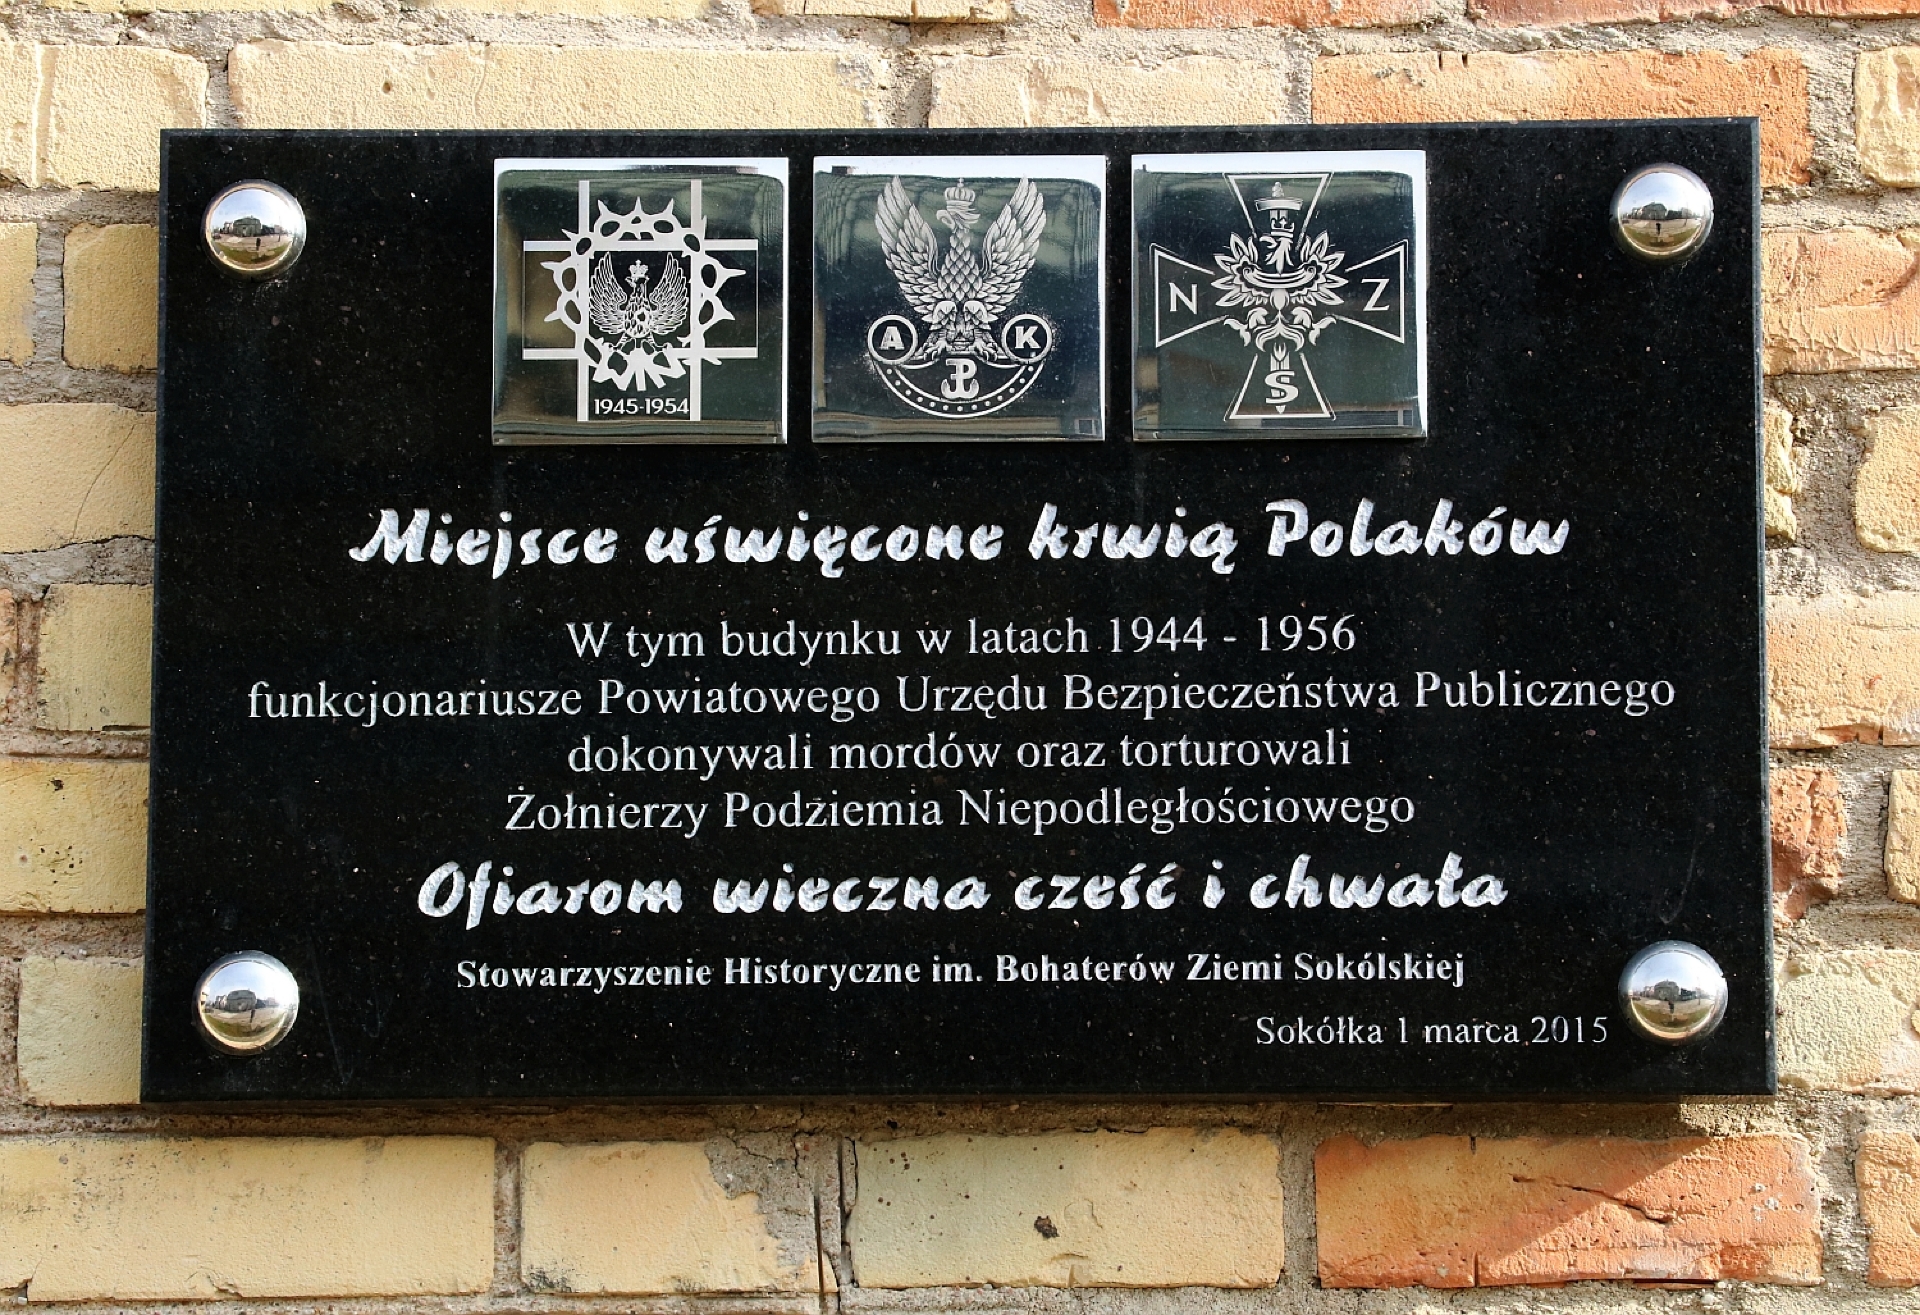 WIN
1945-1954
A K
P
N Z
S
Miejsce uświęcone krwią Polaków
W tym budynku w latach 1944 - 1956
funkcjonariusze Powiatowego Urzędu Bezpieczeństwa Publicznego
dokonywali mordów oraz torturowali
Żołnierzy Podziemia Niepodległościowego
Ofiarom wieczna cześć i chwała
Stowarzyszenie Historyczne im. Bohaterów Ziemi Sokólskiej
Sokółka 1 marca 2015